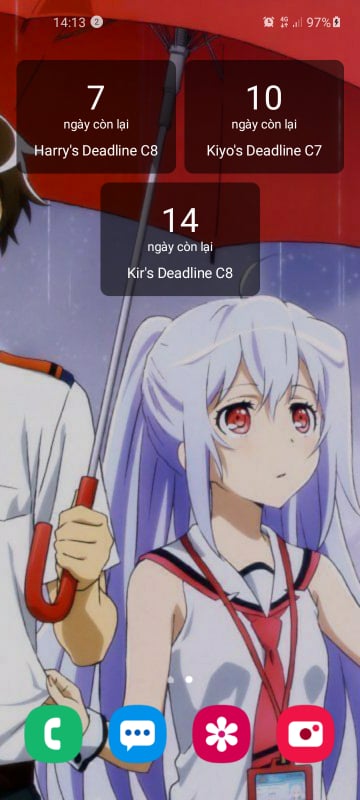 14:13 2 4G 97%
7
ngày còn lại
Harry's Deadline C8
10
ngày còn lại
Kiyo's Deadline C7
14
ngày còn lại
Kir's Deadline C8